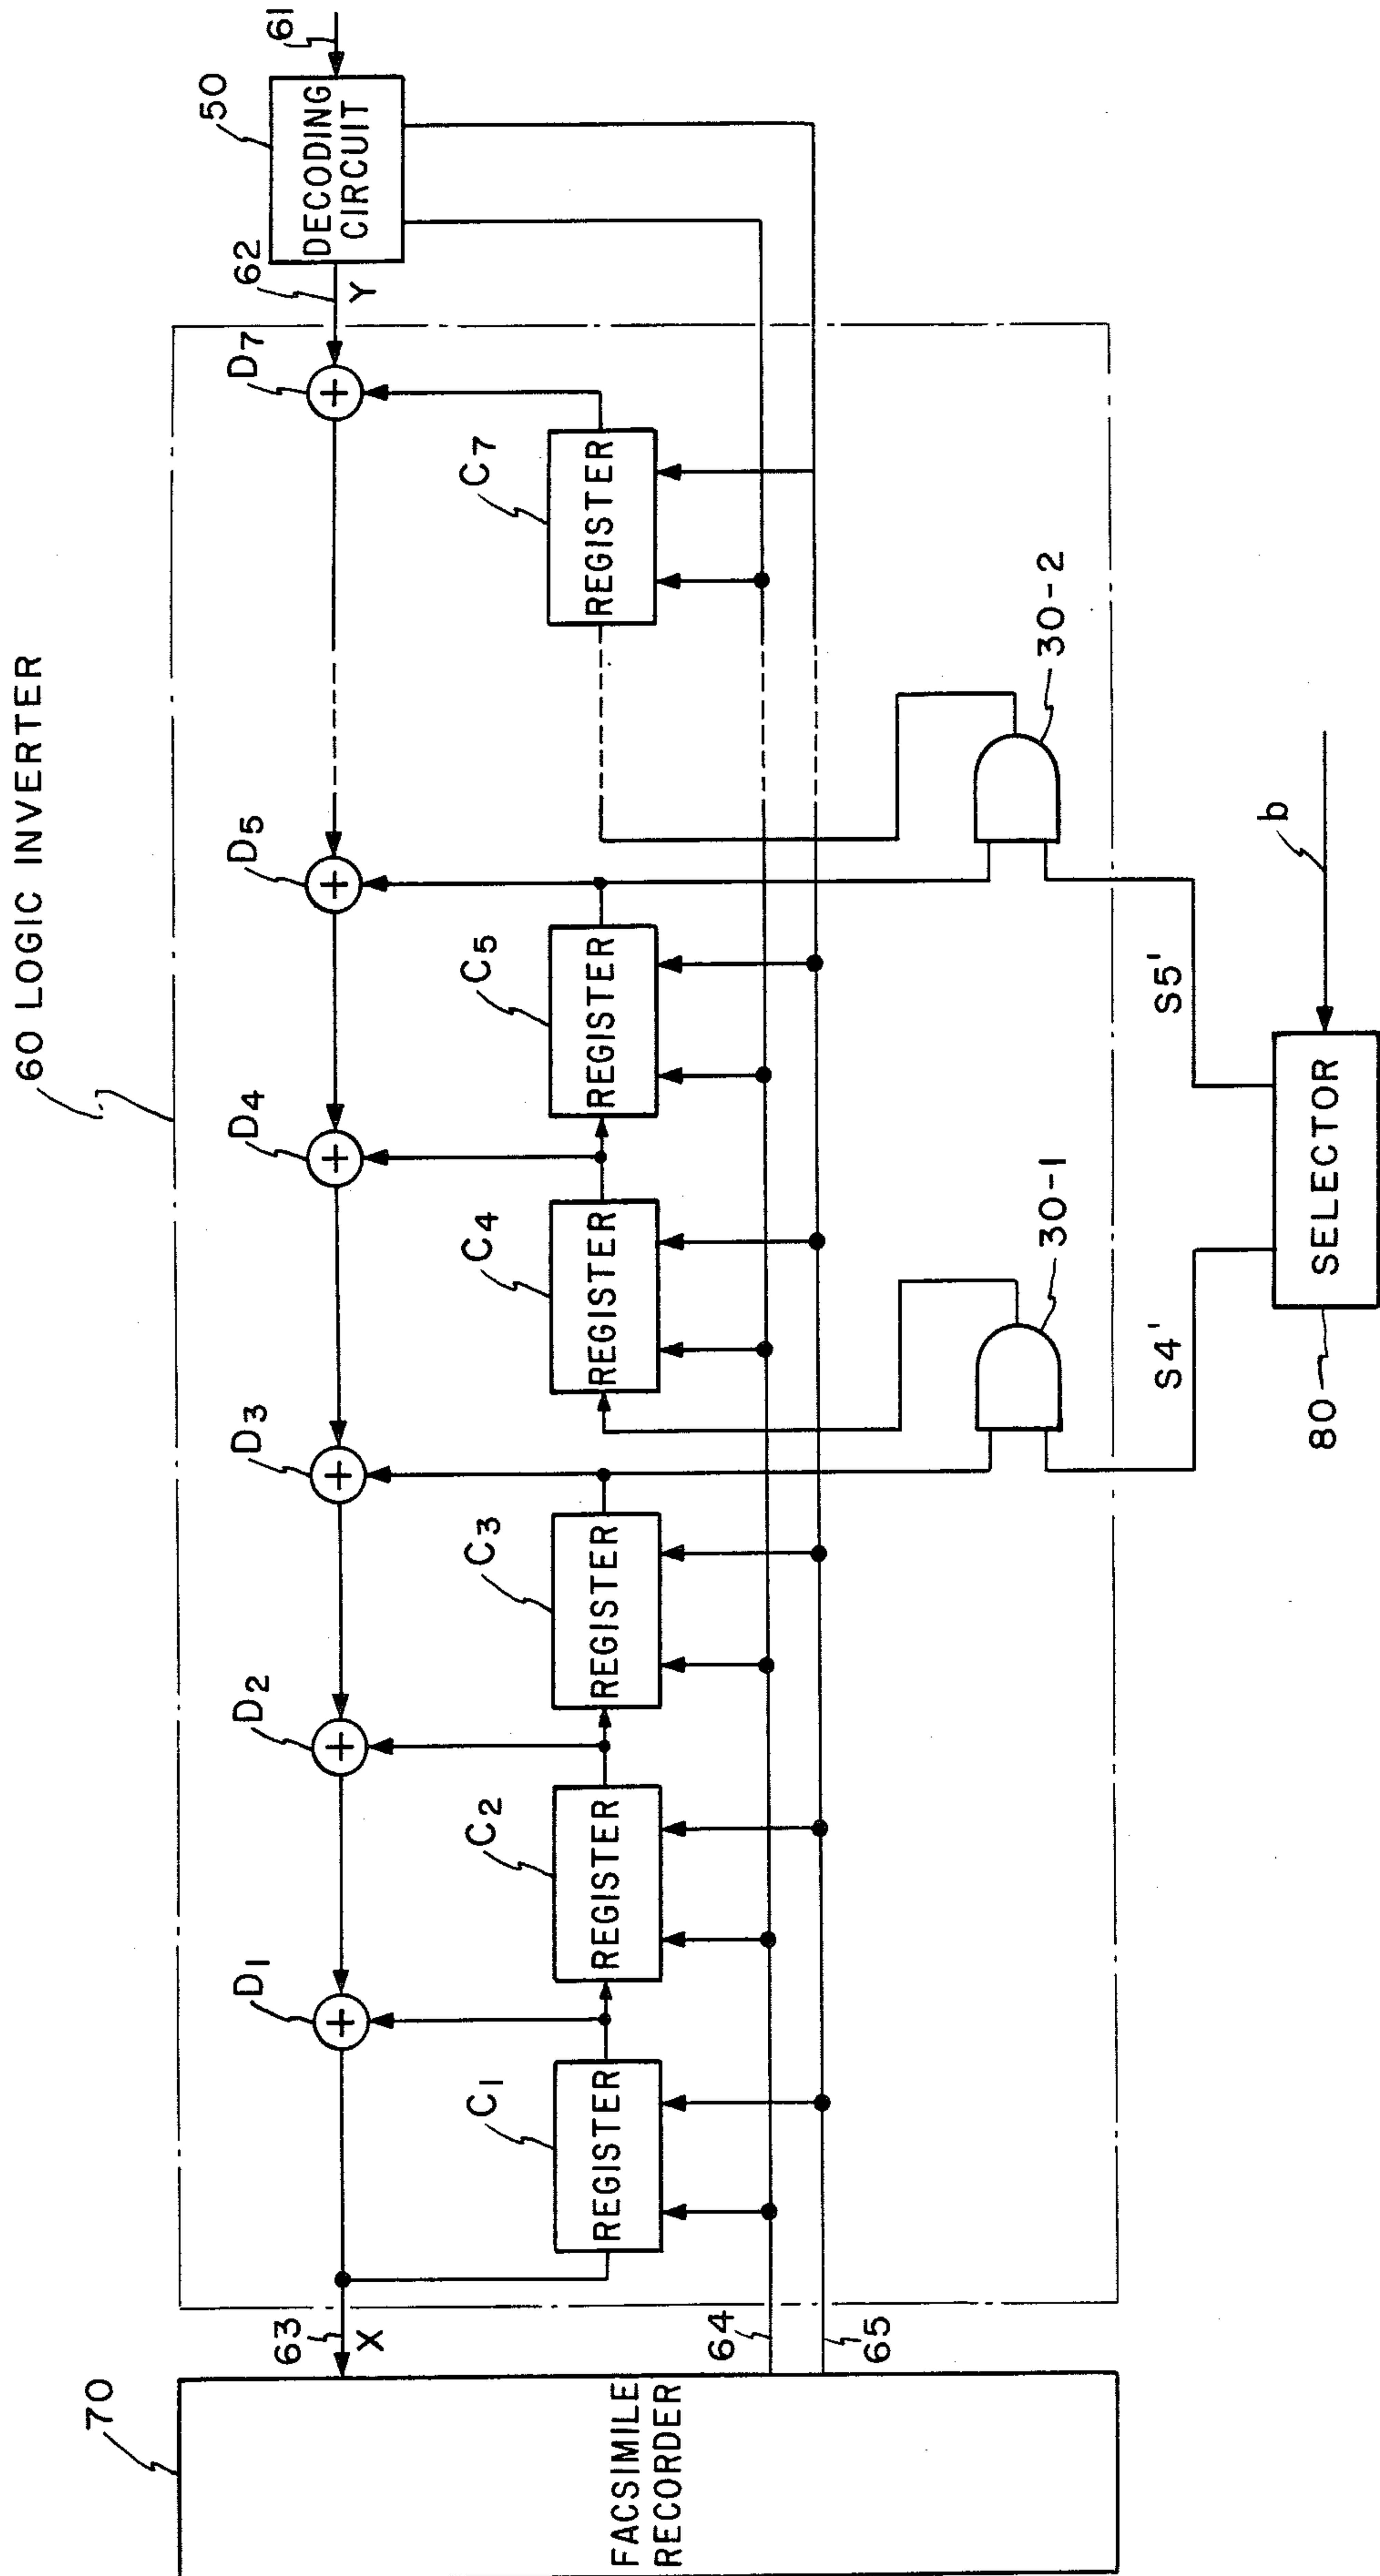 60 LOGIC INVERTER
61
50
DECODING
CIRCUIT
62
Y
D7
D5
D4
D3
D2
D1
63
X
70
FACSIMILE
RECORDER
C7
REGISTER
C5
REGISTER
C4
REGISTER
C3
REGISTER
C2
REGISTER
C1
REGISTER
64
65
30-2
30-1
S5'
S4'
b
SELECTOR
80